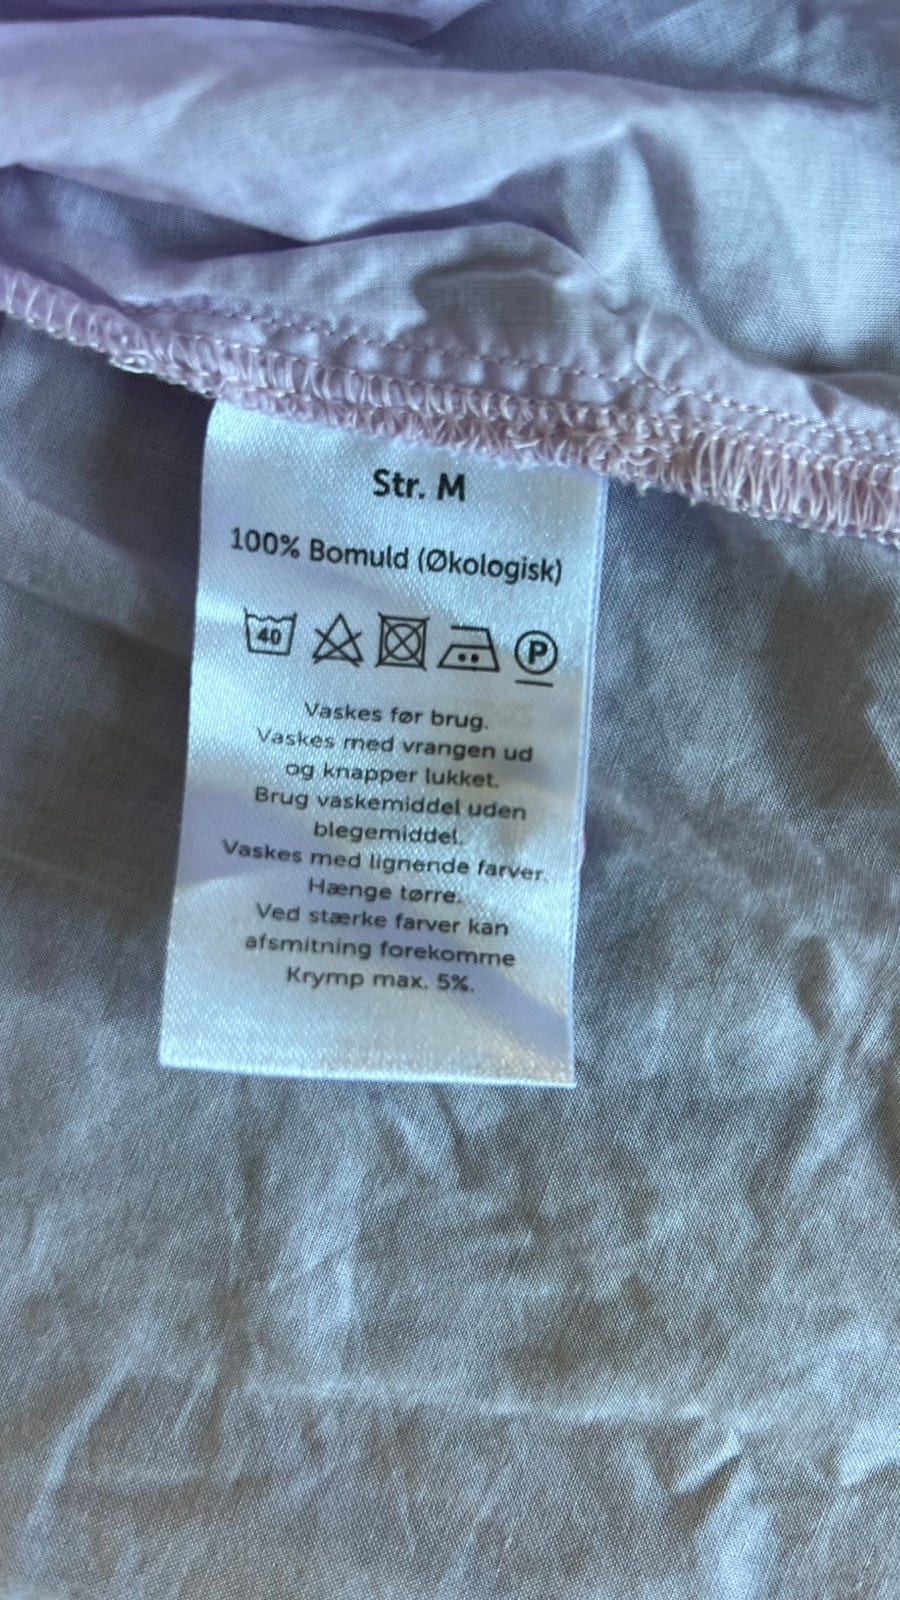 Str. M
100% Bomuld (Økologisk)
40 P
Vaskes før brug.
Vaskes med vrangen ud
og knapper lukket.
Brug vaskemiddel uden
blegemiddel.
Vaskes med lignende farver.
Hænge tørre.
Ved stærke farver kan
afsmitning forekomme
Krymp max. 5%.